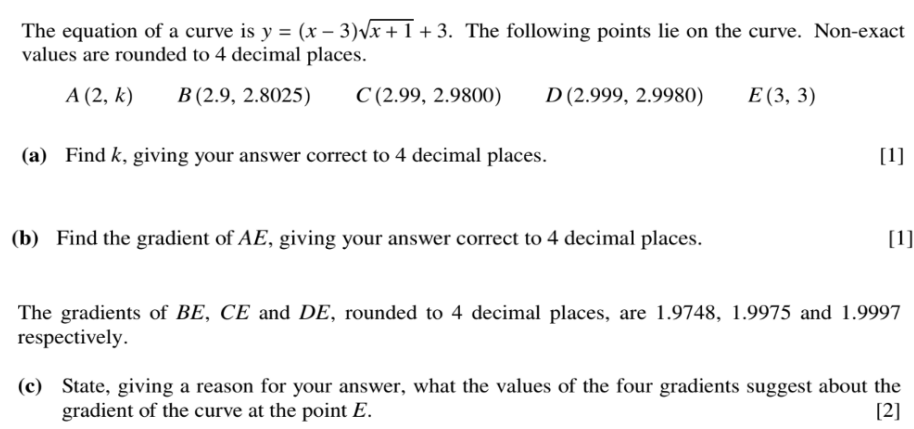 The equation of a curve is y = (x – 3)√x + 1 + 3. The following points lie on the curve. Non-exact
values are rounded to 4 decimal places.
A (2, k) B (2.9, 2.8025) C (2.99, 2.9800) D (2.999, 2.9980) E (3, 3)
(a) Find k, giving your answer correct to 4 decimal places. [1]
(b) Find the gradient of AE, giving your answer correct to 4 decimal places. [1]
The gradients of BE, CE and DE, rounded to 4 decimal places, are 1.9748, 1.9975 and 1.9997
respectively.
(c) State, giving a reason for your answer, what the values of the four gradients suggest about the
gradient of the curve at the point E. [2]